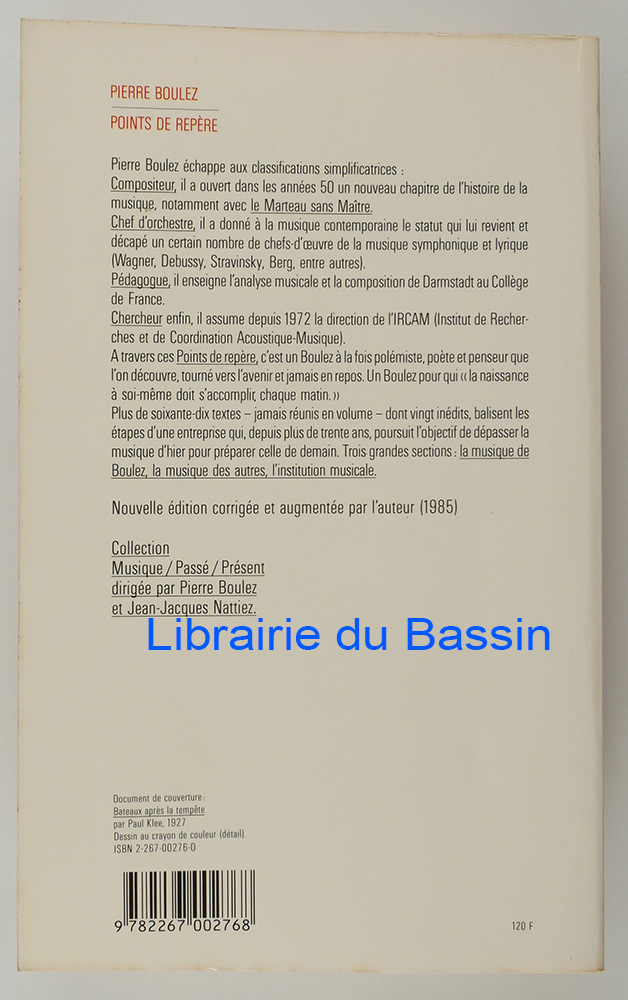 PIERRE BOULEZ
POINTS DE REPÈRE
Pierre Boulez échappe aux classifications simplificatrices :
Compositeur, il a ouvert dans les années 50 un nouveau chapitre de l'histoire de la
musique, notamment avec le Marteau sans Maître.
Chef d'orchestre, il a donné à la musique contemporaine le statut qui lui revient et
décapé un certain nombre de chefs-d'œuvre de la musique symphonique et lyrique
(Wagner, Debussy, Stravinsky, Berg, entre autres).
Pédagogue, il enseigne l'analyse musicale et la composition de Darmstadt au Collège
de France.
Chercheur enfin, il assume depuis 1972 la direction de l'IRCAM (Institut de Recher-
ches et de Coordination Acoustique-Musique).
A travers ces Points de repère, c'est un Boulez à la fois polémiste, poète et penseur que
l'on découvre, tourné vers l'avenir et jamais en repos. Un Boulez pour qui « la naissance
à soi-même doit s'accomplir, chaque matin. »
Plus de soixante-dix textes – jamais réunis en volume – dont vingt inédits, balisent les
étapes d'une entreprise qui, depuis plus de trente ans, poursuit l'objectif de dépasser la
musique d'hier pour préparer celle de demain. Trois grandes sections : la musique de
Boulez, la musique des autres, l'institution musicale.
Nouvelle édition corrigée et augmentée par l'auteur (1985)
Collection
Musique / Passé / Présent
dirigée par Pierre Boulez
et Jean-Jacques Nattiez.
Librairie du Bassin
Document de couverture :
Bateaux après la tempête
par Paul Klee, 1927
Dessin au crayon de couleur (détail).
ISBN 2-267-00276-0
9 782267 002768
120 F